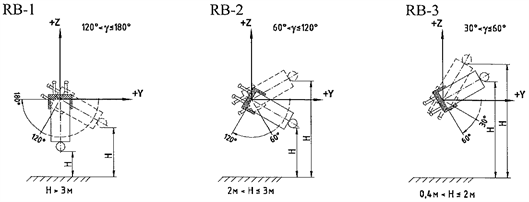 RB-1
+Z
120°<γ≤180°
+Y
180°
120°
H
H
H > 3м
RB-2
+Z
60°<γ≤120°
+Y
120°
60°
H
H
2м < H ≤ 3м
RB-3
+Z
30°<γ≤60°
+Y
30°
60°
H
H
0,4м < H ≤ 2м